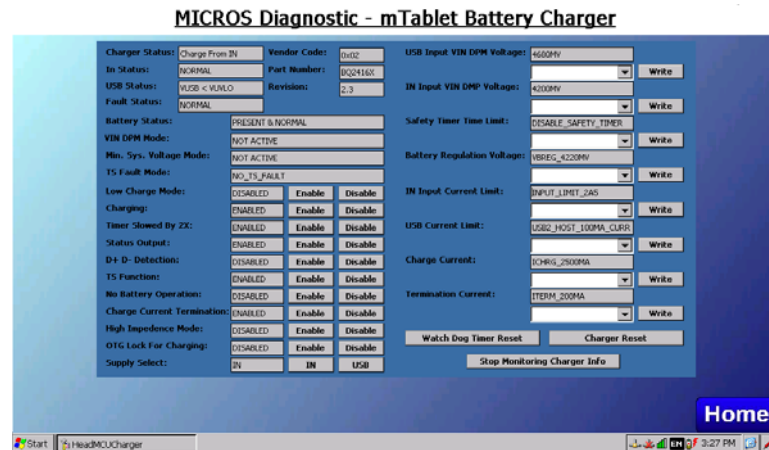 MICROS Diagnostic - mTablet Battery Charger
Charger Status: Charge From IN Vendor Code: 0x02
In Status: NORMAL Part Number: BQ2416X
USB Status: VUSB < VUVLO Revision: 2.3
Fault Status: NORMAL
Battery Status: PRESENT & NORMAL
VIN DPM Mode: NOT ACTIVE
Min. Sys. Voltage Mode: NOT ACTIVE
TS Fault Mode: NO_TS_FAULT
Low Charge Mode: DISABLED Enable Disable
Charging: ENABLED Enable Disable
Timer Slowed By 2X: ENABLED Enable Disable
Status Output: ENABLED Enable Disable
D+ D- Detection: DISABLED Enable Disable
TS Function: ENABLED Enable Disable
No Battery Operation: DISABLED Enable Disable
Charge Current Termination: ENABLED Enable Disable
High Impedence Mode: DISABLED Enable Disable
OTG Lock For Charging: DISABLED Enable Disable
Supply Select: IN IN USB
USB Input VIN DPM Voltage: 4680MV
Write
IN Input VIN DMP Voltage: 4200MV
Write
Safety Timer Time Limit: DISABLE_SAFETY_TIMER
Write
Battery Regulation Voltage: VBREG_4220MV
Write
IN Input Current Limit: INPUT_LIMIT_2A5
Write
USB Current Limit: USB2_HOST_100MA_CURR
Write
Charge Current: ICHRG_2500MA
Write
Termination Current: ITERM_200MA
Write
Watch Dog Timer Reset Charger Reset
Stop Monitoring Charger Info
Home
Start HeadMCUCharger EN 3:27 PM